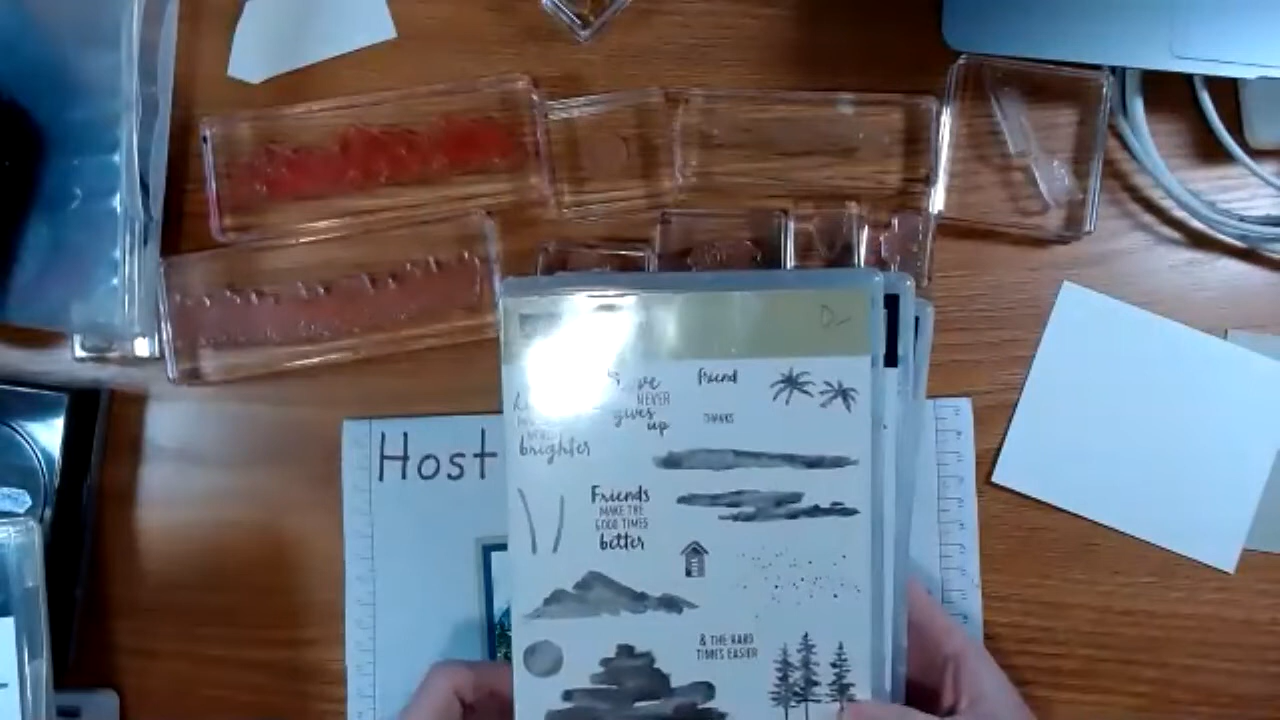 ve
NEVER
gives
up
friend
THANKS
brighter
Host
Friends
MAKE THE
GOOD TIMES
better
& THE HARD
TIMES EASIER